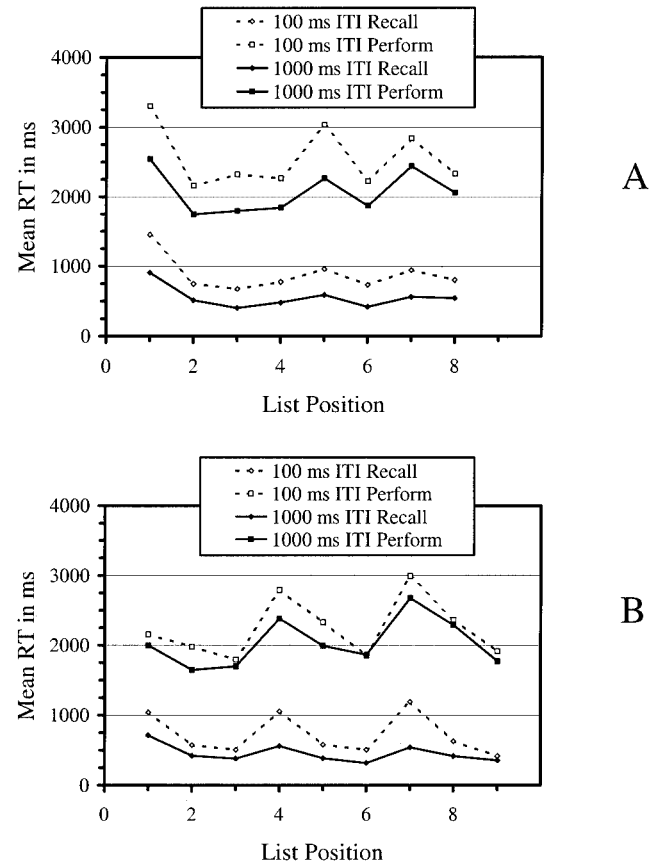 100 ms ITI Recall
100 ms ITI Perform
1000 ms ITI Recall
1000 ms ITI Perform
4000
3000
2000
1000
0
Mean RT in ms
0 2 4 6 8
List Position
A
100 ms ITI Recall
100 ms ITI Perform
1000 ms ITI Recall
1000 ms ITI Perform
4000
3000
2000
1000
0
Mean RT in ms
0 2 4 6 8
List Position
B